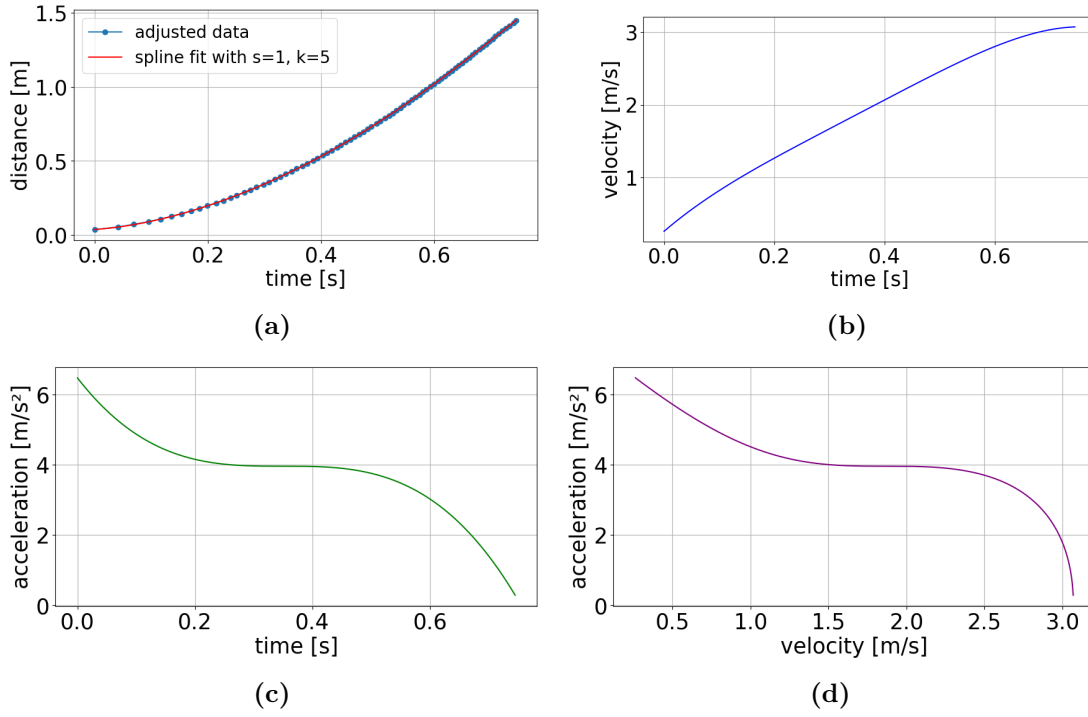 distance [m]
1.5
1.0
0.5
0.0
adjusted data
spline fit with s=1, k=5
0.0 0.2 0.4 0.6
time [s]
(a)
velocity [m/s]
3
2
1
0.0 0.2 0.4 0.6
time [s]
(b)
acceleration [m/s²]
6
4
2
0
0.0 0.2 0.4 0.6
time [s]
(c)
acceleration [m/s²]
6
4
2
0
0.5 1.0 1.5 2.0 2.5 3.0
velocity [m/s]
(d)